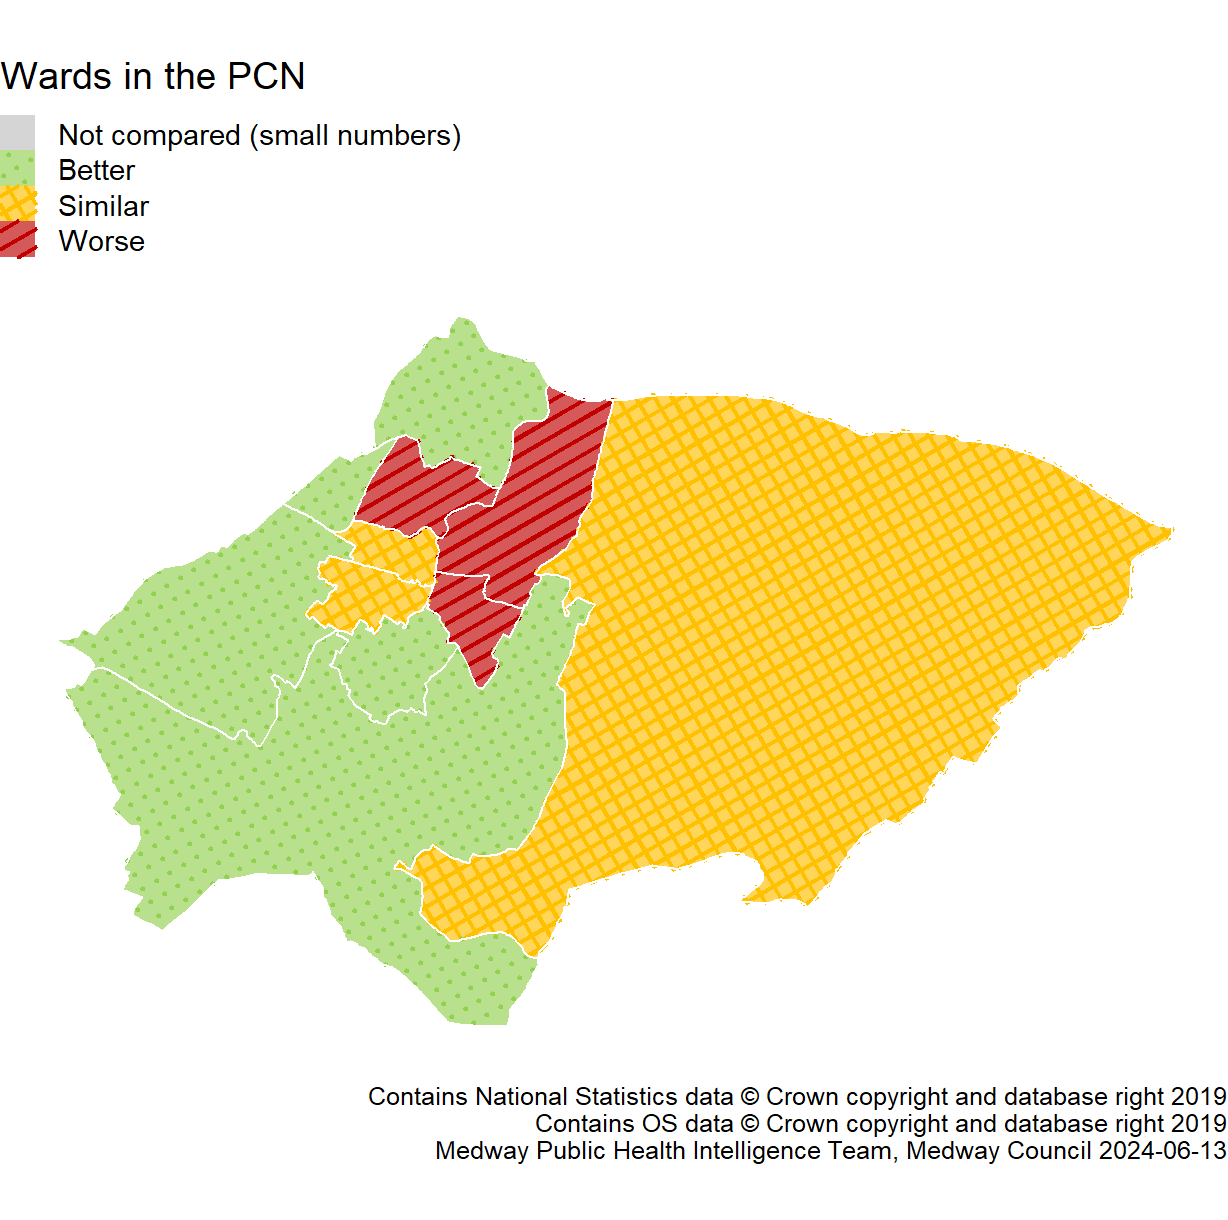 Wards in the PCN
Not compared (small numbers)
Better
Similar
Worse
Contains National Statistics data © Crown copyright and database right 2019
Contains OS data © Crown copyright and database right 2019
Medway Public Health Intelligence Team, Medway Council 2024-06-13